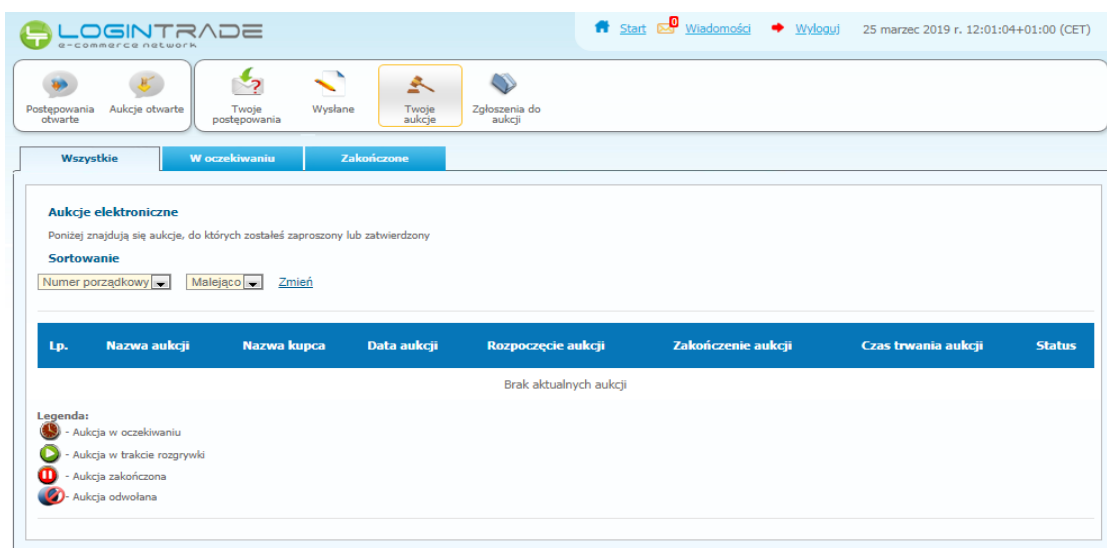 LOGINTRADE
e-commerce network
Start 0 Wiadomości Wyloguj 25 marzec 2019 r. 12:01:04+01:00 (CET)
Postępowania otwarte
Aukcje otwarte
Twoje postępowania
Wysłane
Twoje aukcje
Zgłoszenia do aukcji
Wszystkie W oczekiwaniu Zakończone
Aukcje elektroniczne
Poniżej znajdują się aukcje, do których zostałeś zaproszony lub zatwierdzony
Sortowanie
Numer porządkowy Malejąco Zmień
Lp. Nazwa aukcji Nazwa kupca Data aukcji Rozpoczęcie aukcji Zakończenie aukcji Czas trwania aukcji Status
Brak aktualnych aukcji
Legenda:
- Aukcja w oczekiwaniu
- Aukcja w trakcie rozgrywki
- Aukcja zakończona
- Aukcja odwołana